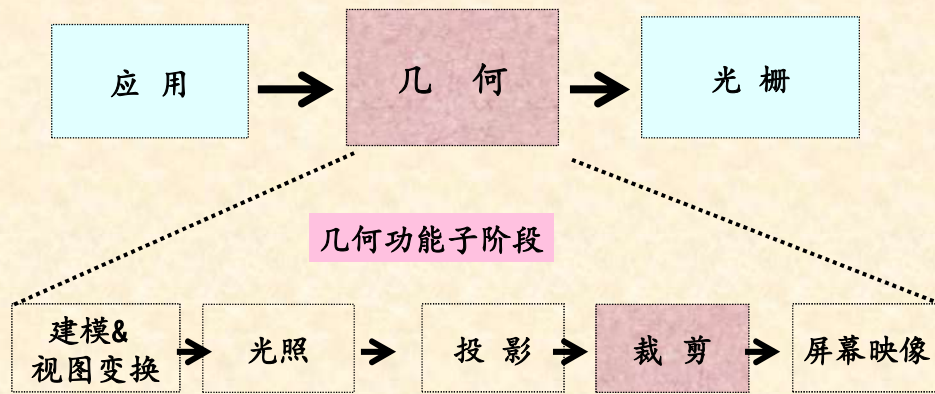 应 用
几 何
光 栅
几何功能子阶段
建模&
视图变换
光照
投 影
裁 剪
屏幕映像